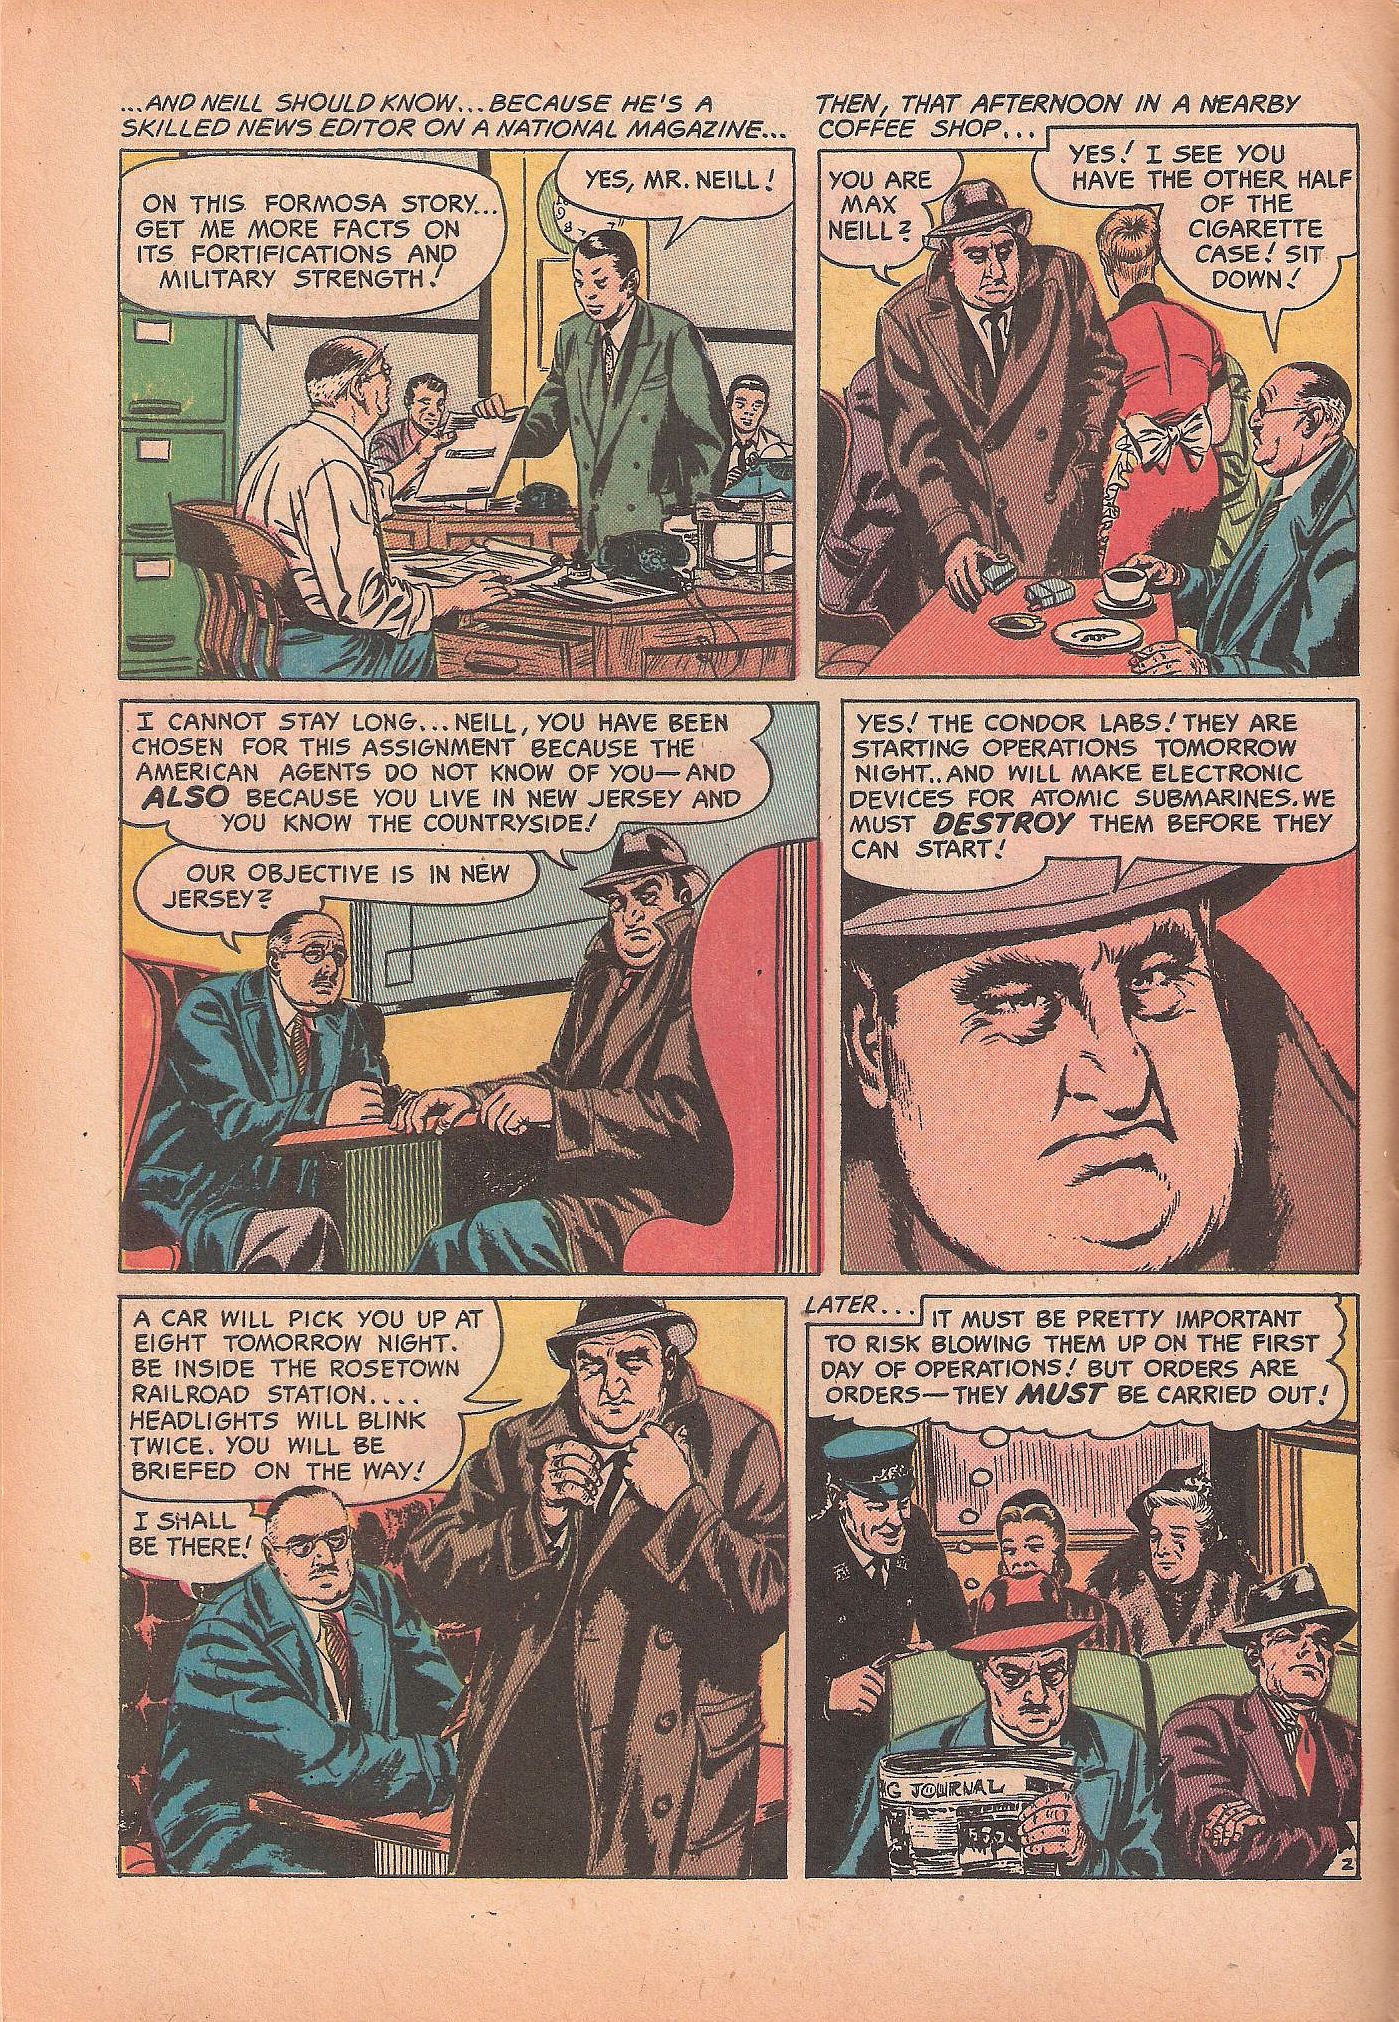 ...AND NEILL SHOULD KNOW...BECAUSE HE'S A
SKILLED NEWS EDITOR ON A NATIONAL MAGAZINE...
ON THIS FORMOSA STORY...
GET ME MORE FACTS ON
ITS FORTIFICATIONS AND
MILITARY STRENGTH!
YES, MR. NEILL!
THEN, THAT AFTERNOON IN A NEARBY
COFFEE SHOP...
YOU ARE
MAX
NEILL?
YES! I SEE YOU
HAVE THE OTHER HALF
OF THE
CIGARETTE
CASE! SIT
DOWN!
I CANNOT STAY LONG...NEILL, YOU HAVE BEEN
CHOSEN FOR THIS ASSIGNMENT BECAUSE THE
AMERICAN AGENTS DO NOT KNOW OF YOU—AND
ALSO BECAUSE YOU LIVE IN NEW JERSEY AND
YOU KNOW THE COUNTRYSIDE!
OUR OBJECTIVE IS IN NEW
JERSEY?
YES! THE CONDOR LABS! THEY ARE
STARTING OPERATIONS TOMORROW
NIGHT..AND WILL MAKE ELECTRONIC
DEVICES FOR ATOMIC SUBMARINES. WE
MUST DESTROY THEM BEFORE THEY
CAN START!
A CAR WILL PICK YOU UP AT
EIGHT TOMORROW NIGHT.
BE INSIDE THE ROSETOWN
RAILROAD STATION....
HEADLIGHTS WILL BLINK
TWICE. YOU WILL BE
BRIEFED ON THE WAY!
I SHALL
BE THERE!
LATER...
IT MUST BE PRETTY IMPORTANT
TO RISK BLOWING THEM UP ON THE FIRST
DAY OF OPERATIONS! BUT ORDERS ARE
ORDERS—THEY MUST BE CARRIED OUT!
G JOURNAL
2